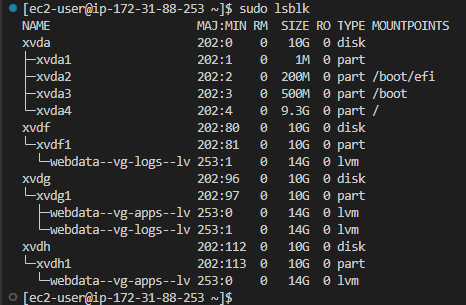 [ec2-user@ip-172-31-88-253 ~]$ sudo lsblk
NAME                        MAJ:MIN RM  SIZE RO TYPE MOUNTPOINTS
xvda                        202:0    0   10G  0 disk
├─xvda1                     202:1    0    1M  0 part
├─xvda2                     202:2    0  200M  0 part /boot/efi
├─xvda3                     202:3    0  500M  0 part /boot
└─xvda4                     202:4    0  9.3G  0 part /
xvdf                        202:80   0   10G  0 disk
└─xvdf1                     202:81   0   10G  0 part
  └─webdata--vg-logs--lv 253:1    0   14G  0 lvm
xvdg                        202:96   0   10G  0 disk
└─xvdg1                     202:97   0   10G  0 part
  ├─webdata--vg-apps--lv 253:0    0   14G  0 lvm
  └─webdata--vg-logs--lv 253:1    0   14G  0 lvm
xvdh                        202:112  0   10G  0 disk
└─xvdh1                     202:113  0   10G  0 part
  └─webdata--vg-apps--lv 253:0    0   14G  0 lvm
[ec2-user@ip-172-31-88-253 ~]$